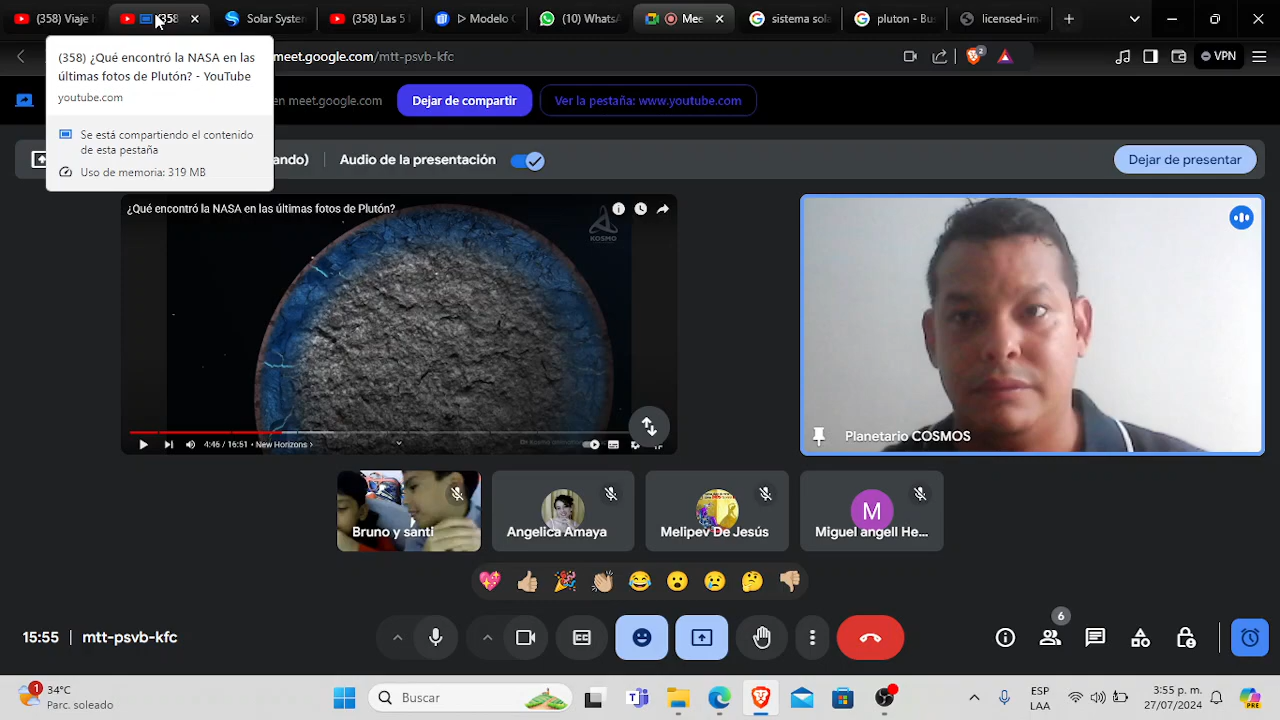 (358) Viaje H
(358
Solar Syste
(358) Las 5 l
Modelo C
(10) WhatsA
Mee
sistema sola
pluton - Bus
licensed-im
meet.google.com/mtt-psvb-kfc
2
VPN
(358) ¿Qué encontró la NASA en las
últimas fotos de Plutón? - YouTube
youtube.com
Se está compartiendo el contenido
de esta pestaña
Uso de memoria: 319 MB
en meet.google.com
Dejar de compartir
Ver la pestaña: www.youtube.com
ando)
Audio de la presentación
Dejar de presentar
¿Qué encontró la NASA en las últimas fotos de Plutón?
KOSMO
4:46 / 16:51 • New Horizons ›
Planetario COSMOS
Bruno y santi
Angelica Amaya
Melipev De Jesús
M
Miguel angell He...
15:55
mtt-psvb-kfc
6
1
34°C
Parc. soleado
Buscar
ESP
LAA
3:55 p. m.
27/07/2024
PRE